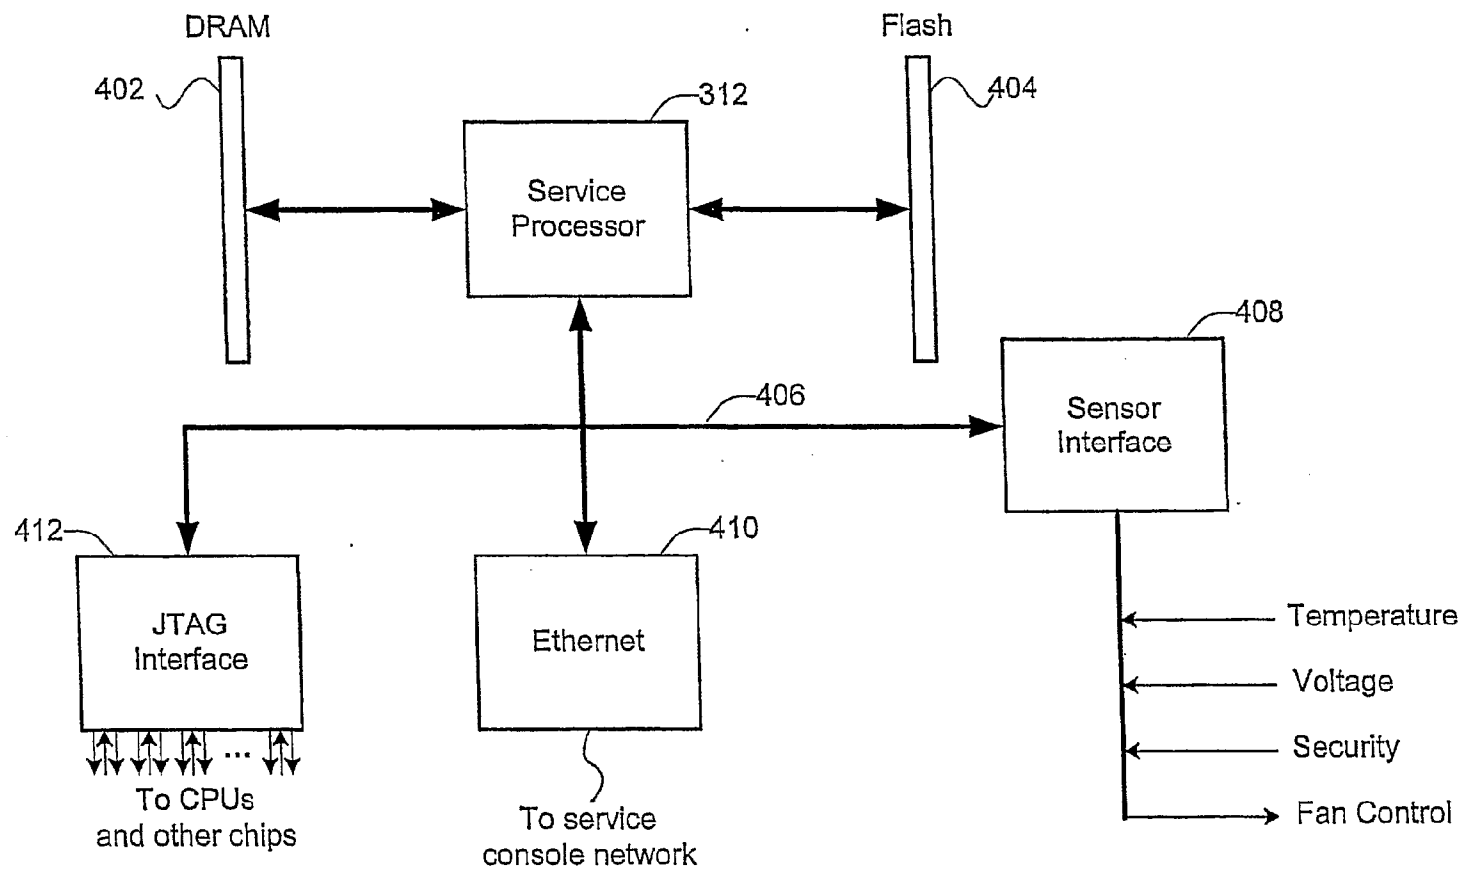 DRAM
Flash
402
312
404
Service
Processor
408
406
Sensor
Interface
412
410
JTAG
Interface
Ethernet
Temperature
Voltage
Security
Fan Control
...
To CPUs
and other chips
To service
console network